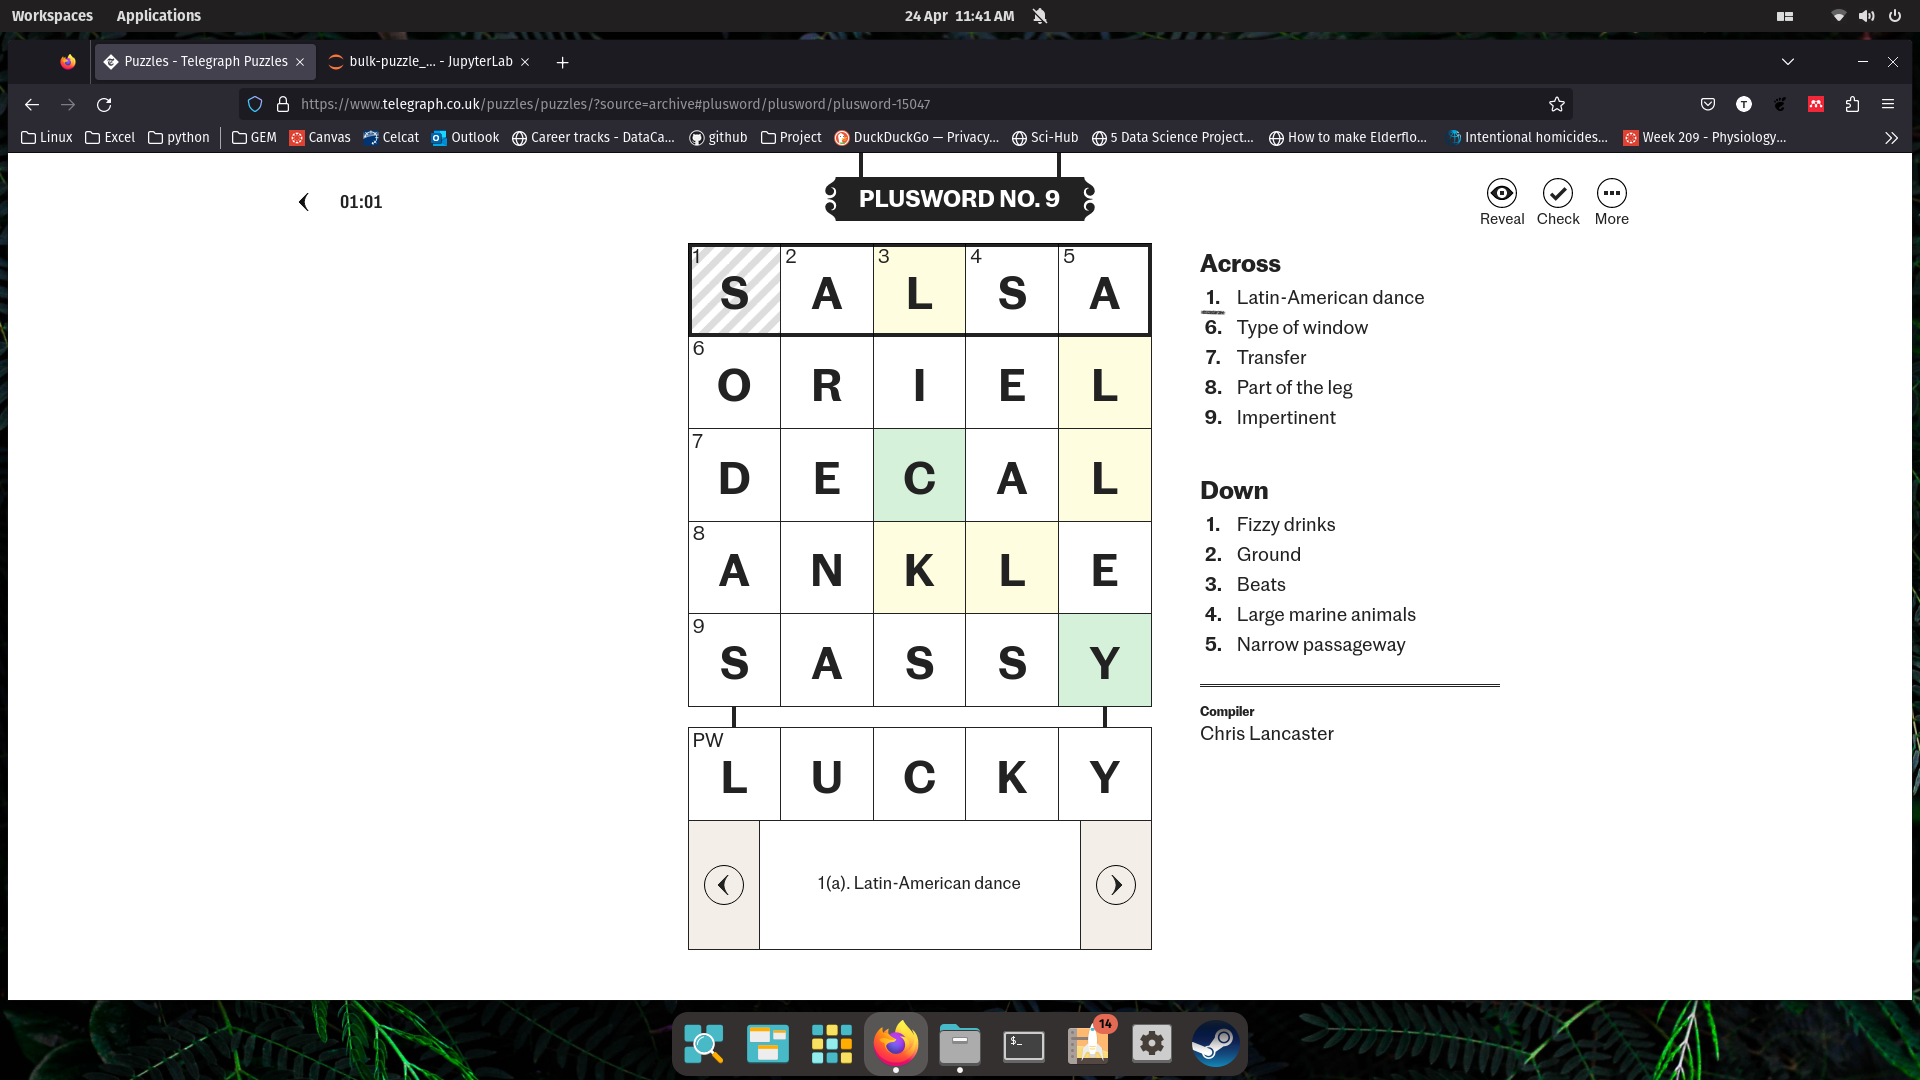 Workspaces Applications 24 Apr 11:41 AM
Puzzles - Telegraph Puzzles bulk-puzzle_... - JupyterLab
https://www.telegraph.co.uk/puzzles/puzzles/?source=archive#plusword/plusword/plusword-15047
Linux Excel python GEM Canvas Celcat Outlook Career tracks - DataCa... github Project DuckDuckGo — Privacy... Sci-Hub 5 Data Science Project... How to make Elderflo... Intentional homicides... Week 209 - Physiology...
01:01
PLUSWORD NO. 9
Reveal Check More
1 S 2 A 3 L 4 S 5 A
6 O R I E L
7 D E C A L
8 A N K L E
9 S A S S Y
PW L U C K Y
1(a). Latin-American dance
Across
1. Latin-American dance
6. Type of window
7. Transfer
8. Part of the leg
9. Impertinent
Down
1. Fizzy drinks
2. Ground
3. Beats
4. Large marine animals
5. Narrow passageway
Compiler
Chris Lancaster
14